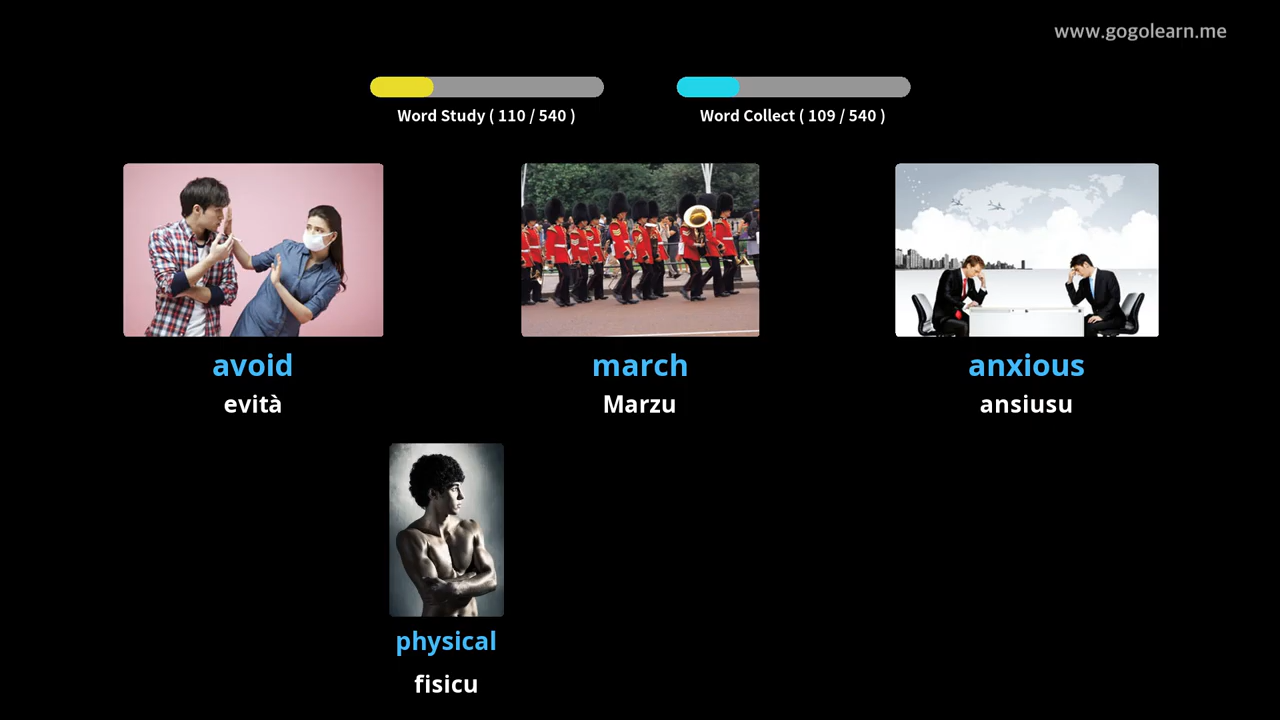 www.gogolearn.me
Word Study ( 110 / 540 )
Word Collect ( 109 / 540 )
avoid
evità
march
Marzu
anxious
ansiusu
physical
fisicu